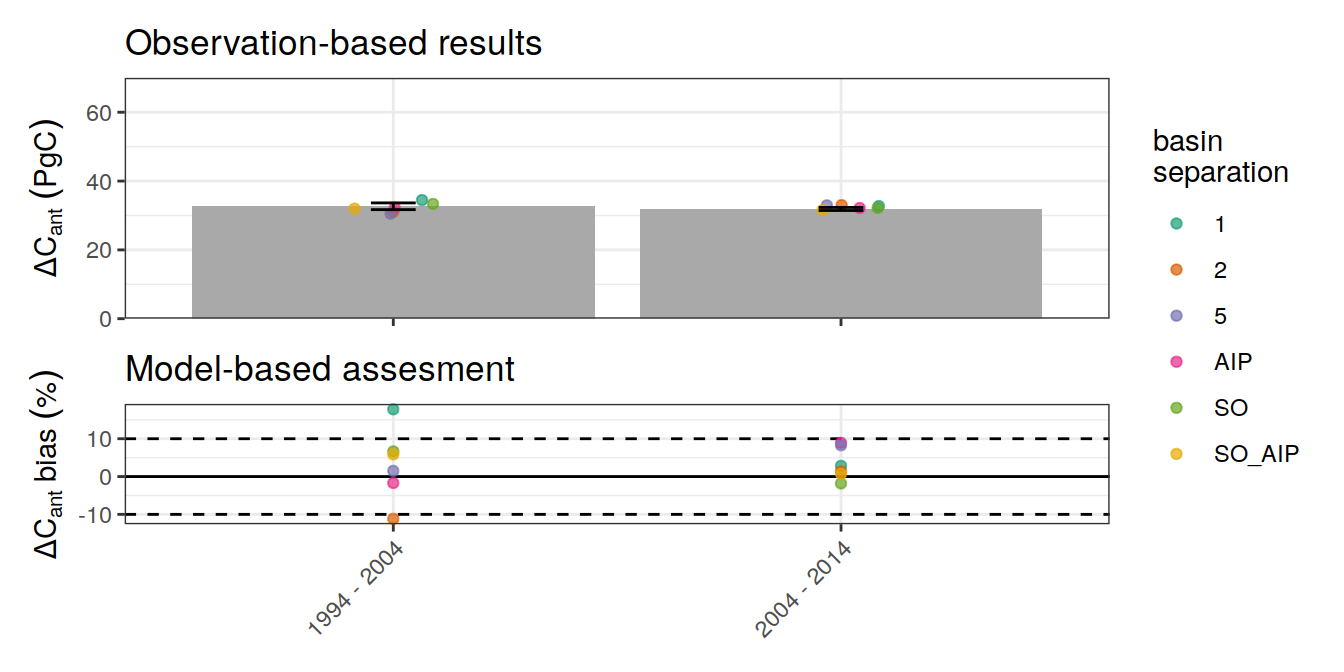 Observation-based results
ΔCant (PgC)
60
40
20
0
Model-based assesment
ΔCant bias (%)
10
0
-10
1994 - 2004
2004 - 2014
basin
separation
1
2
5
AIP
SO
SO_AIP